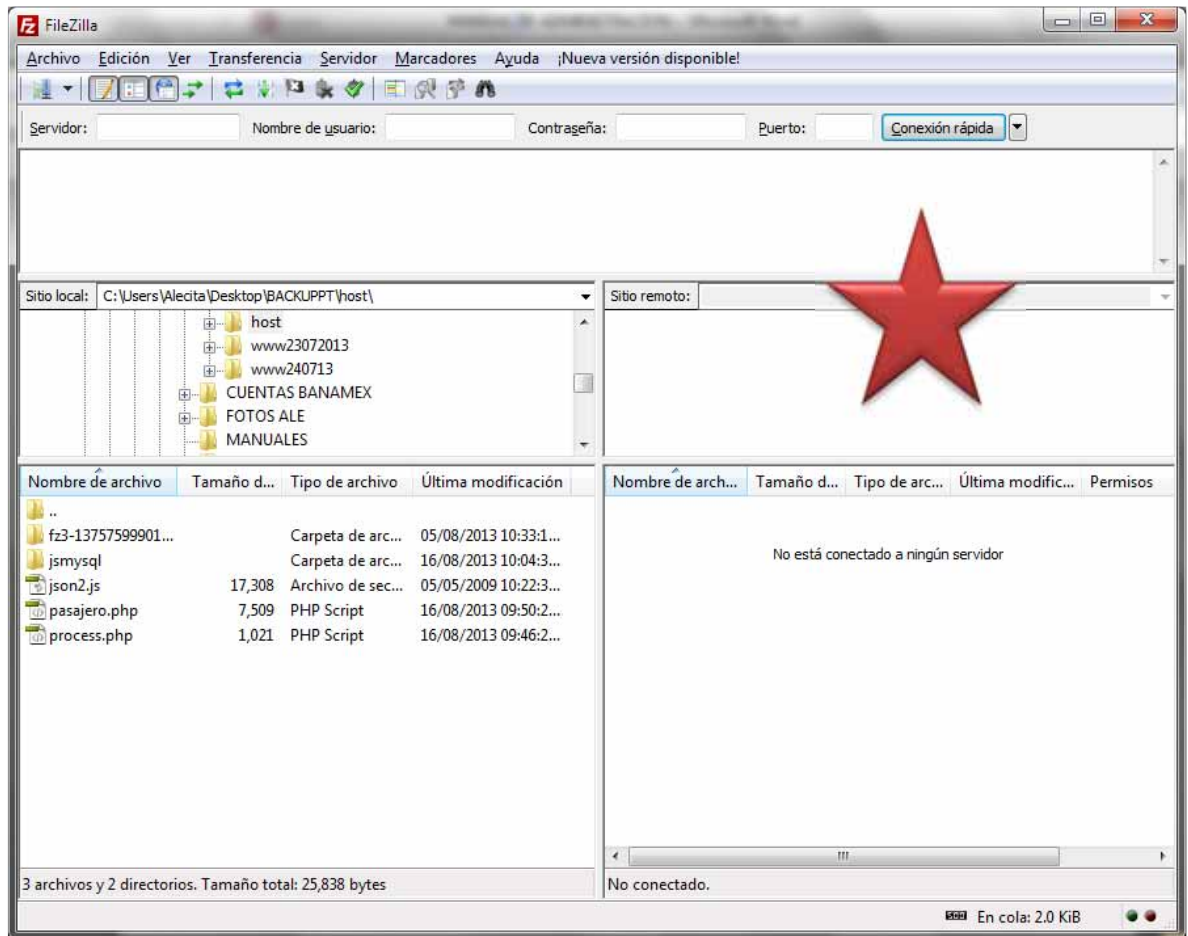 FileZilla
Archivo Edición Ver Transferencia Servidor Marcadores Ayuda ¡Nueva versión disponible!
Servidor: Nombre de usuario: Contraseña: Puerto: Conexión rápida
Sitio local: C:\Users\Alecita\Desktop\BACKUPPT\host\
Sitio remoto:
host
www23072013
www240713
CUENTAS BANAMEX
FOTOS ALE
MANUALES
Nombre de archivo Tamaño d... Tipo de archivo Última modificación
..
fz3-13757599901... Carpeta de arc... 05/08/2013 10:33:1...
jsmysql Carpeta de arc... 16/08/2013 10:04:3...
json2.js 17,308 Archivo de sec... 05/05/2009 10:22:3...
pasajero.php 7,509 PHP Script 16/08/2013 09:50:2...
process.php 1,021 PHP Script 16/08/2013 09:46:2...
3 archivos y 2 directorios. Tamaño total: 25,838 bytes
Nombre de arch... Tamaño d... Tipo de arc... Última modific... Permisos
No está conectado a ningún servidor
No conectado.
En cola: 2.0 KiB